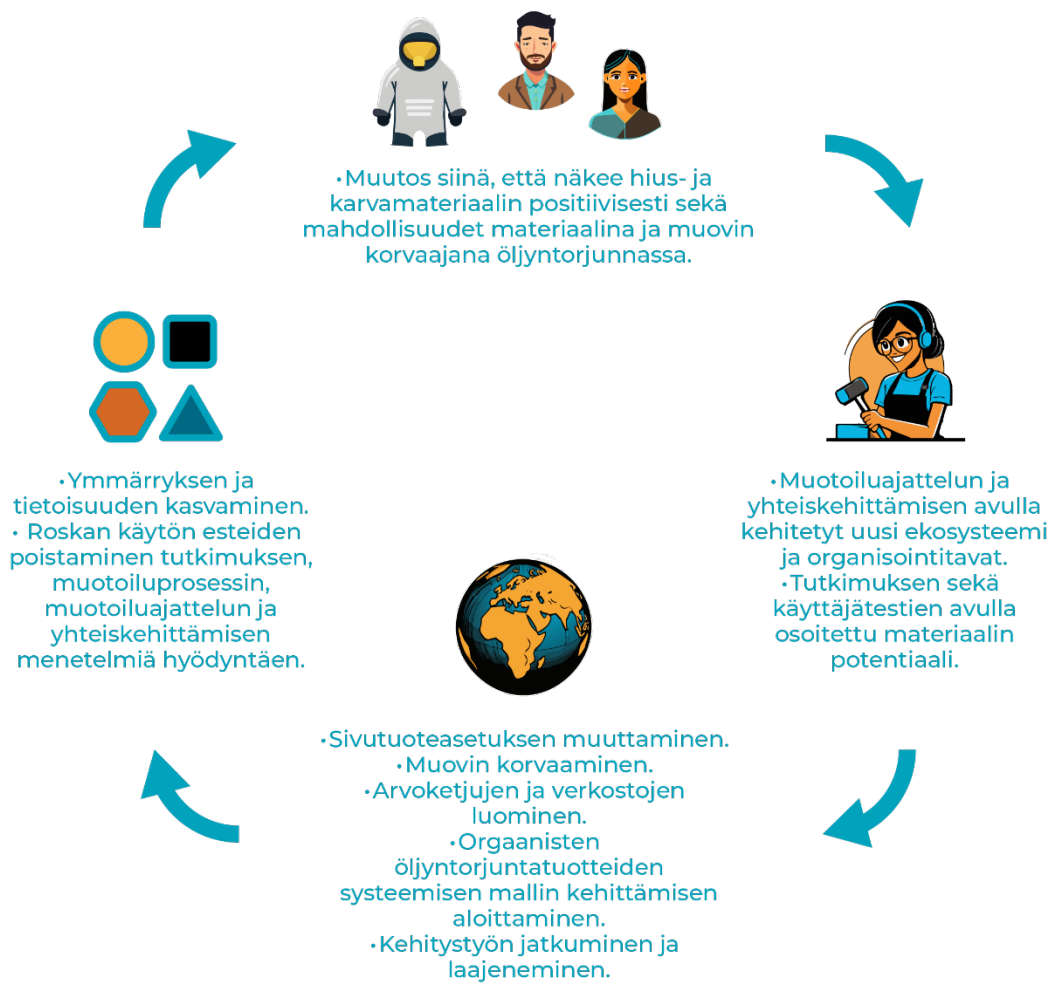 •Muutos siinä, että näkee hius- ja
karvamateriaalin positiivisesti sekä
mahdollisuudet materiaalina ja muovin
korvaajana öljyntorjunnassa.
•Muotoiluajattelun ja
yhteiskehittämisen avulla
kehitetyt uusi ekosysteemi
ja organisointitavat.
•Tutkimuksen sekä
käyttäjätestien avulla
osoitettu materiaalin
potentiaali.
•Sivutuoteasetuksen muuttaminen.
•Muovin korvaaminen.
•Arvoketjujen ja verkostojen
luominen.
•Orgaanisten
öljyntorjuntatuotteiden
systeemisen mallin kehittämisen
aloittaminen.
•Kehitystyön jatkuminen ja
laajeneminen.
•Ymmärryksen ja
tietoisuuden kasvaminen.
• Roskan käytön esteiden
poistaminen tutkimuksen,
muotoiluprosessin,
muotoiluajattelun ja
yhteiskehittämisen
menetelmiä hyödyntäen.